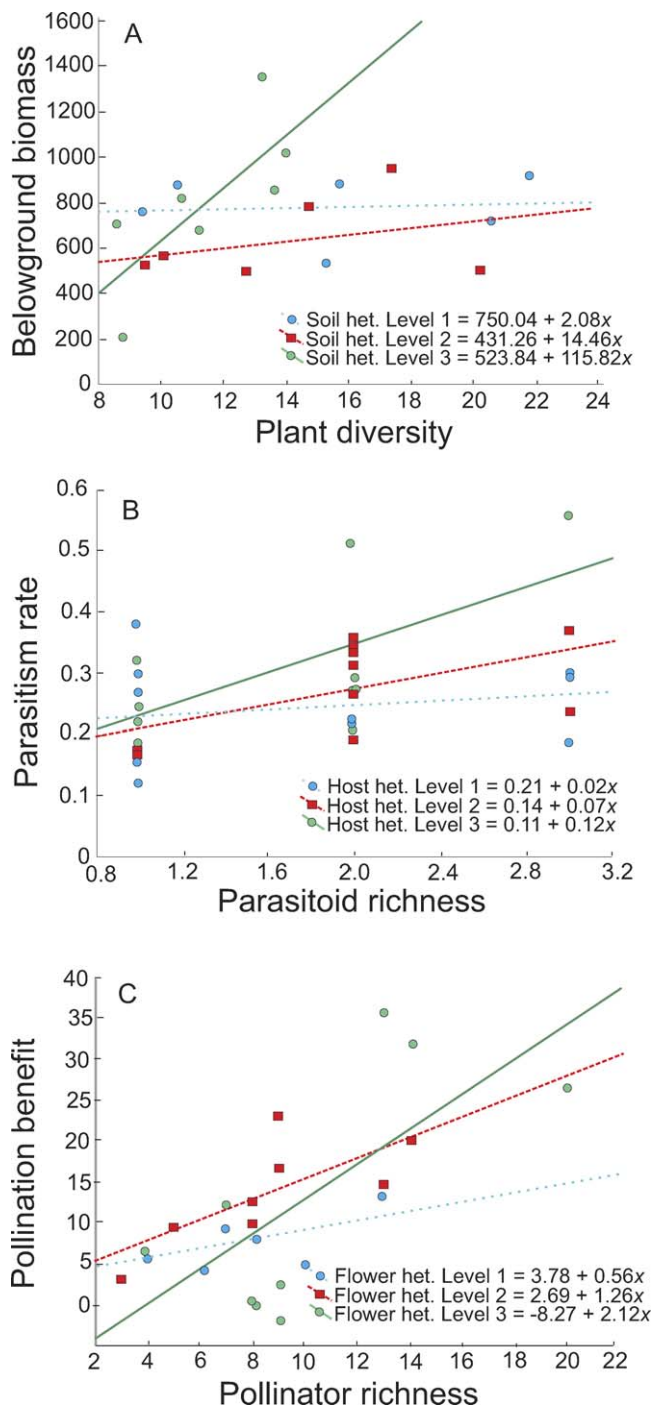 A
Belowground biomass
1600
1400
1200
1000
800
600
400
200
0
Soil het. Level 1 = 750.04 + 2.08x
Soil het. Level 2 = 431.26 + 14.46x
Soil het. Level 3 = 523.84 + 115.82x
8 10 12 14 16 18 20 22 24
Plant diversity
B
Parasitism rate
0.6
0.5
0.4
0.3
0.2
0.1
0
Host het. Level 1 = 0.21 + 0.02x
Host het. Level 2 = 0.14 + 0.07x
Host het. Level 3 = 0.11 + 0.12x
0.8 1.2 1.6 2.0 2.4 2.8 3.2
Parasitoid richness
C
Pollination benefit
40
35
30
25
20
15
10
5
0
Flower het. Level 1 = 3.78 + 0.56x
Flower het. Level 2 = 2.69 + 1.26x
Flower het. Level 3 = -8.27 + 2.12x
2 4 6 8 10 12 14 16 18 20 22
Pollinator richness